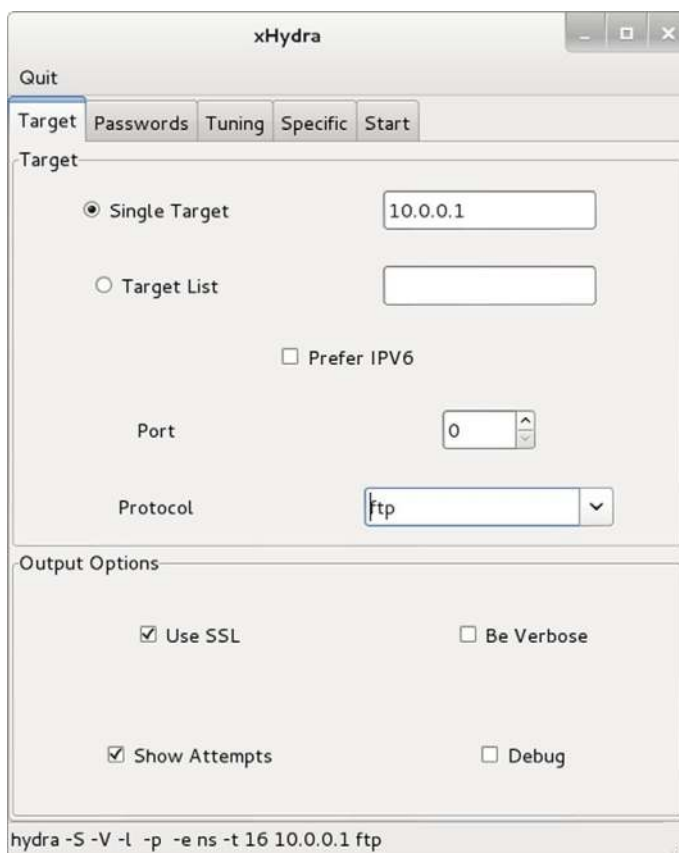 xHydra
Quit
Target Passwords Tuning Specific Start
Target
Single Target 10.0.0.1
Target List
Prefer IPV6
Port 0
Protocol ftp
Output Options
Use SSL Be Verbose
Show Attempts Debug
hydra -S -V -l  -p  -e ns -t 16 10.0.0.1 ftp